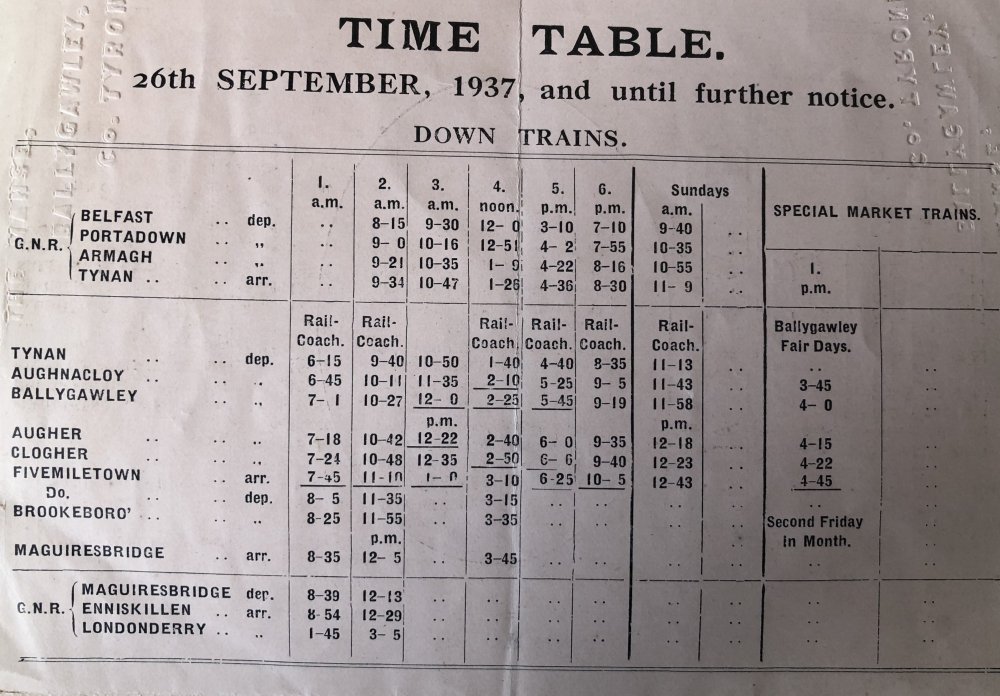 TIME TABLE.
26th SEPTEMBER, 1937, and until further notice.
DOWN TRAINS.
1. 2. 3. 4. 5. 6. Sundays SPECIAL MARKET TRAINS.
a.m. a.m. a.m. noon. p.m. p.m. a.m.
G.N.R. BELFAST .. dep. .. 8-15 9-30 12- 0 3-10 7-10 9-40 ..
PORTADOWN .. „ .. 9- 0 10-16 12-51 4- 2 7-55 10-35 ..
ARMAGH .. „ .. 9-21 10-35 1- 9 4-22 8-16 10-55 .. 1.
TYNAN .. .. arr. .. 9-34 10-47 1-26 4-36 8-30 11- 9 .. p.m.
Rail- Rail- Rail- Rail- Rail- Rail- Ballygawley
Coach. Coach. Coach. Coach. Coach. Coach. Fair Days.
TYNAN .. .. dep. 6-15 9-40 10-50 1-40 4-40 8-35 11-13 .. .. ..
AUGHNACLOY .. .. „ 6-45 10-11 11-35 2-10 5-25 9- 5 11-43 .. 3-45 ..
BALLYGAWLEY .. „ 7- 1 10-27 12- 0 2-25 5-45 9-19 11-58 .. 4- 0 ..
p.m. p.m.
AUGHER .. .. „ 7-18 10-42 12-22 2-40 6- 0 9-35 12-18 .. 4-15 ..
CLOGHER .. .. „ 7-24 10-48 12-35 2-50 6- 6 9-40 12-23 .. 4-22 ..
FIVEMILETOWN .. arr. 7-45 11-10 1- 0 3-10 6-25 10- 5 12-43 .. 4-45 ..
Do. .. dep. 8- 5 11-35 .. 3-15 .. .. .. .. ..
BROOKEBORO' .. .. „ 8-25 11-55 .. 3-35 .. .. .. .. Second Friday ..
p.m. in Month.
MAGUIRESBRIDGE .. arr. 8-35 12- 5 .. 3-45 .. .. .. .. ..
G.N.R. MAGUIRESBRIDGE dep. 8-39 12-13 .. .. .. .. .. .. .. ..
ENNISKILLEN .. arr. 8-54 12-29 .. .. .. .. .. .. .. ..
LONDONDERRY .. „ 1-45 3- 5 .. .. .. .. .. .. .. ..
BALLYGAWLEY,
CO. TYRONE